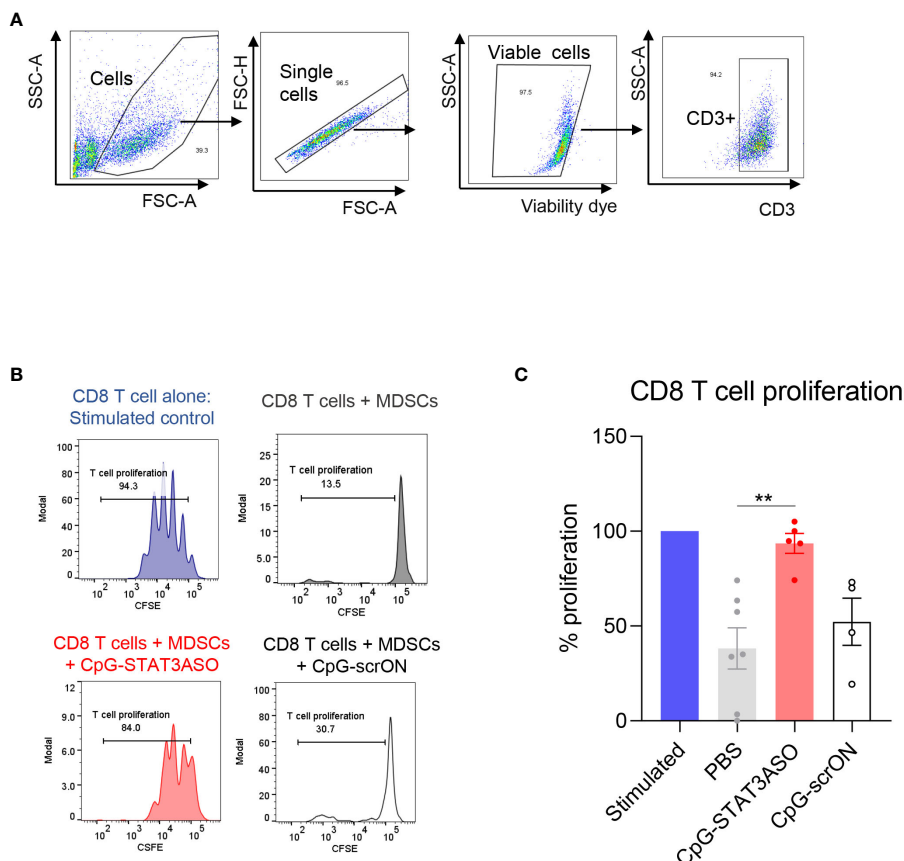 A
SSC-A
Cells
39.3
FSC-A
FSC-H
Single
cells
96.5
FSC-A
SSC-A
Viable cells
97.5
Viability dye
SSC-A
94.2
CD3+
CD3
B
CD8 T cell alone:
Stimulated control
Modal
100
80
60
40
20
0
T cell proliferation
94.3
10^2 10^3 10^4 10^5
CFSE
CD8 T cells + MDSCs
Modal
25
20
15
10
5.0
0
T cell proliferation
13.5
10^2 10^3 10^4 10^5
CFSE
CD8 T cells + MDSCs
+ CpG-STAT3ASO
Modal
12
9.0
6.0
3.0
0.0
T cell proliferation
84.0
10^2 10^3 10^4 10^5
CSFE
CD8 T cells + MDSCs
+ CpG-scrON
Modal
100
80
60
40
20
0
T cell proliferation
30.7
10^2 10^3 10^4 10^5
CFSE
C
CD8 T cell proliferation
% proliferation
150
100
50
0
**
Stimulated
PBS
CpG-STAT3ASO
CpG-scrON